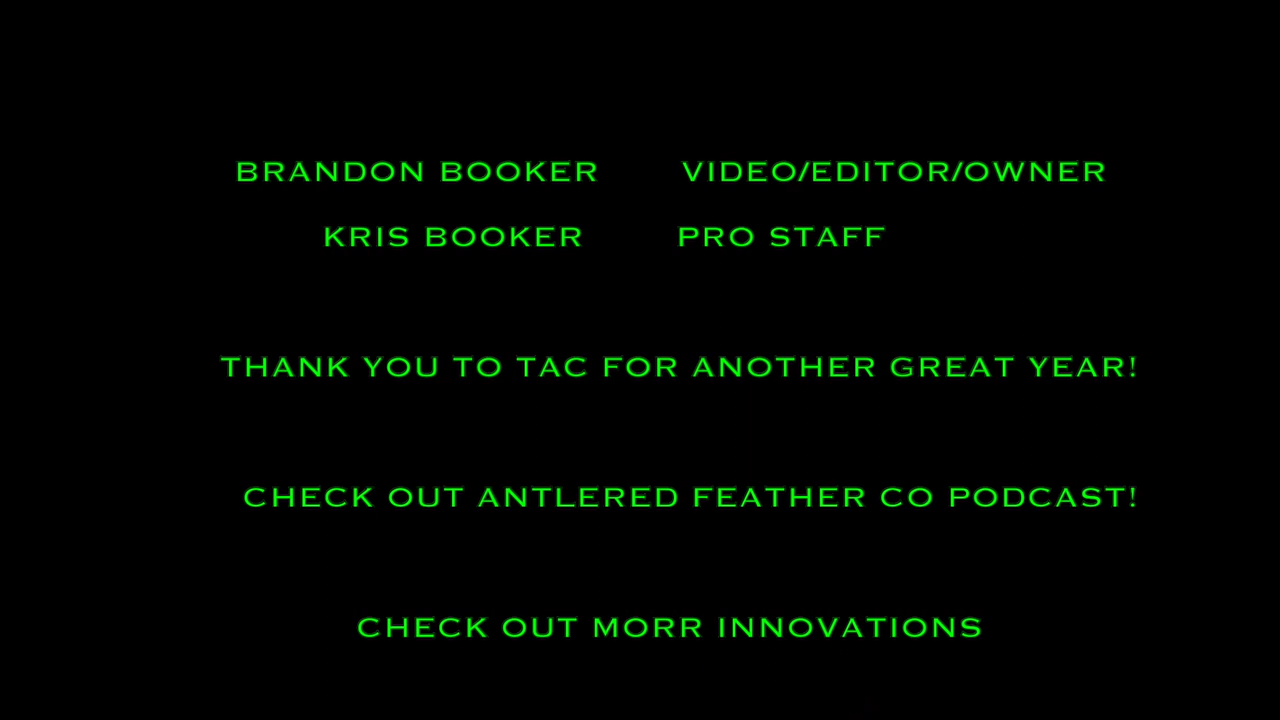 BRANDON BOOKER VIDEO/EDITOR/OWNER
KRIS BOOKER PRO STAFF
THANK YOU TO TAC FOR ANOTHER GREAT YEAR!
CHECK OUT ANTLERED FEATHER CO PODCAST!
CHECK OUT MORR INNOVATIONS